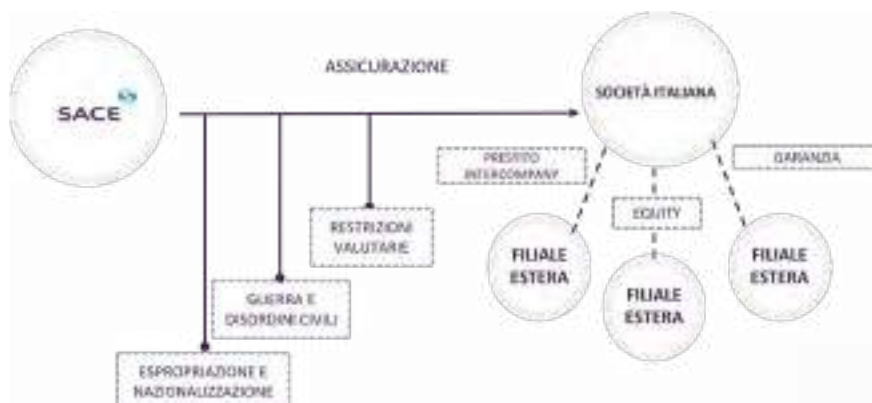 ASSICURAZIONE
SACE
SOCIETÀ ITALIANA
PRESTITO
INTERCOMPANY
GARANZIA
EQUITY
RESTRIZIONI
VALUTARIE
FILIALE
ESTERA
FILIALE
ESTERA
FILIALE
ESTERA
GUERRA E
DISORDINI CIVILI
ESPROPRIAZIONE E
NAZIONALIZZAZIONE